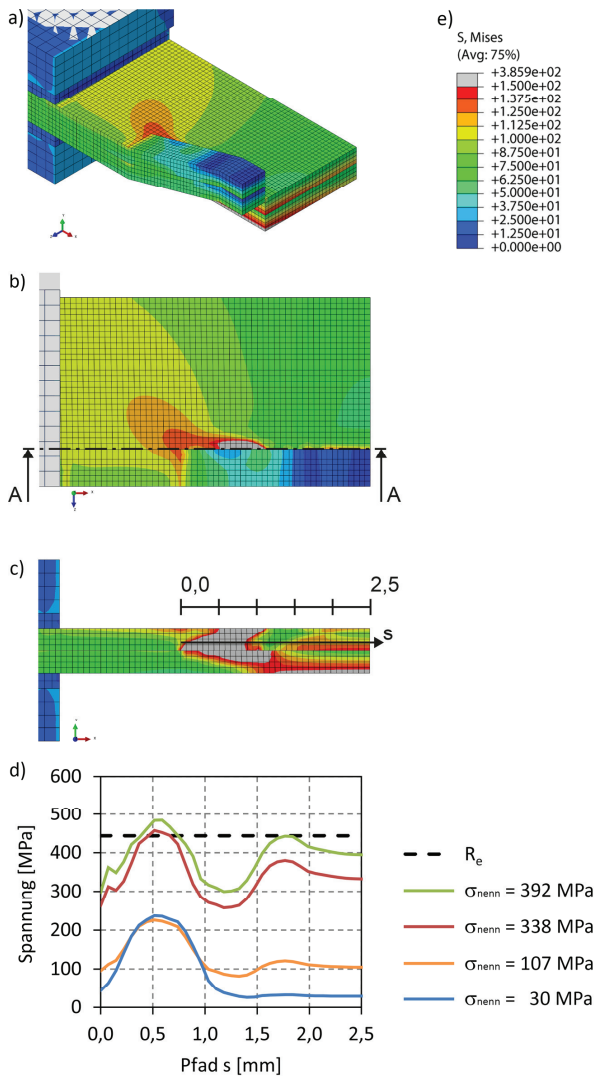 a)
e)
S, Mises
(Avg: 75%)
+3.859e+02
+1.500e+02
+1.375e+02
+1.250e+02
+1.125e+02
+1.000e+02
+8.750e+01
+7.500e+01
+6.250e+01
+5.000e+01
+3.750e+01
+2.500e+01
+1.250e+01
+0.000e+00
b)
A
A
c)
0,0
2,5
s
d)
600
500
400
300
200
100
0
Spannung [MPa]
0,0
0,5
1,0
1,5
2,0
2,5
Pfad s [mm]
Re
σnenn = 392 MPa
σnenn = 338 MPa
σnenn = 107 MPa
σnenn = 30 MPa